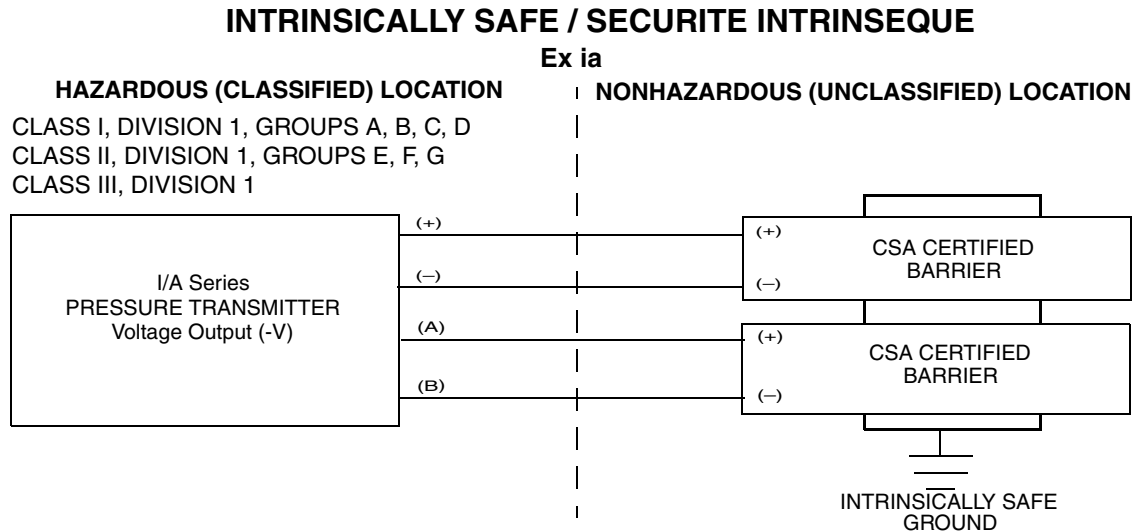 INTRINSICALLY SAFE / SECURITE INTRINSEQUE
Ex ia
HAZARDOUS (CLASSIFIED) LOCATION
NONHAZARDOUS (UNCLASSIFIED) LOCATION
CLASS I, DIVISION 1, GROUPS A, B, C, D
CLASS II, DIVISION 1, GROUPS E, F, G
CLASS III, DIVISION 1
I/A Series
PRESSURE TRANSMITTER
Voltage Output (-V)
(+)
(−)
(A)
(B)
(+)
CSA CERTIFIED
BARRIER
(−)
(+)
CSA CERTIFIED
BARRIER
(−)
INTRINSICALLY SAFE
GROUND